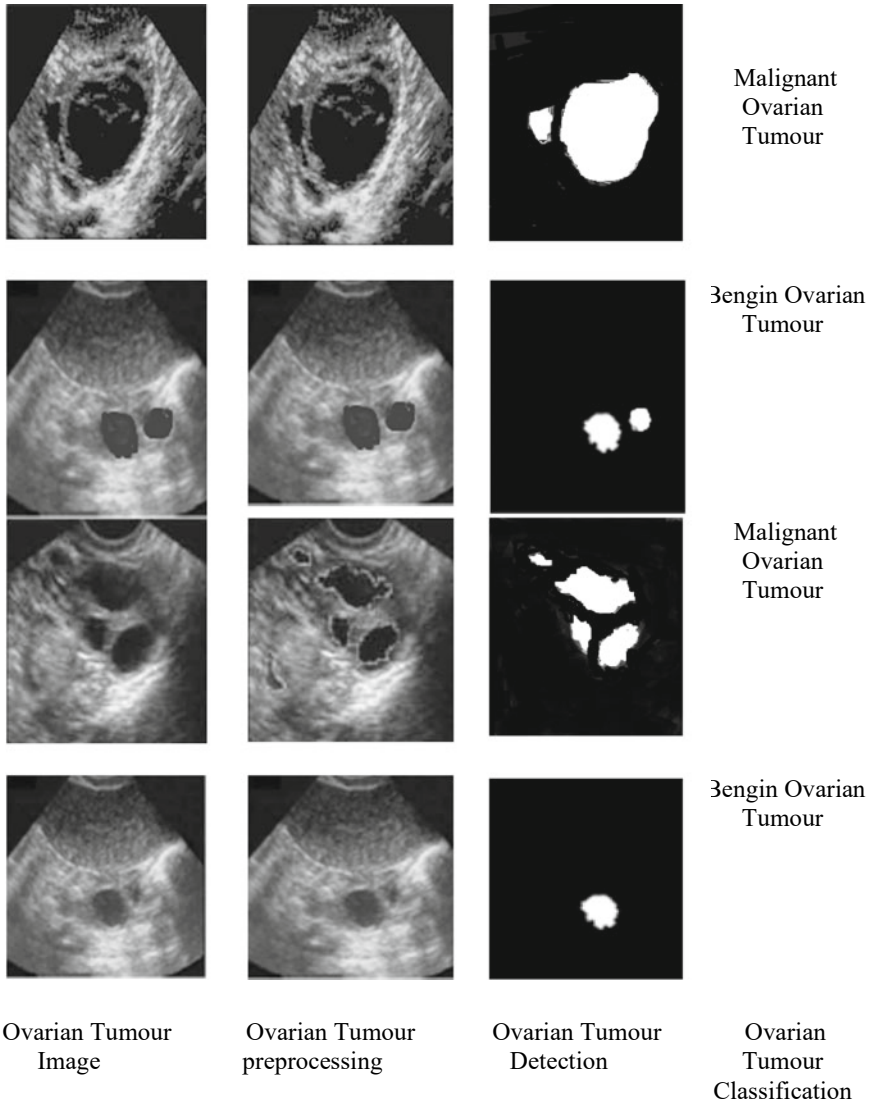 Malignant
Ovarian
Tumour
Bengin Ovarian
Tumour
Malignant
Ovarian
Tumour
Bengin Ovarian
Tumour
Ovarian Tumour
Image
Ovarian Tumour
preprocessing
Ovarian Tumour
Detection
Ovarian
Tumour
Classification